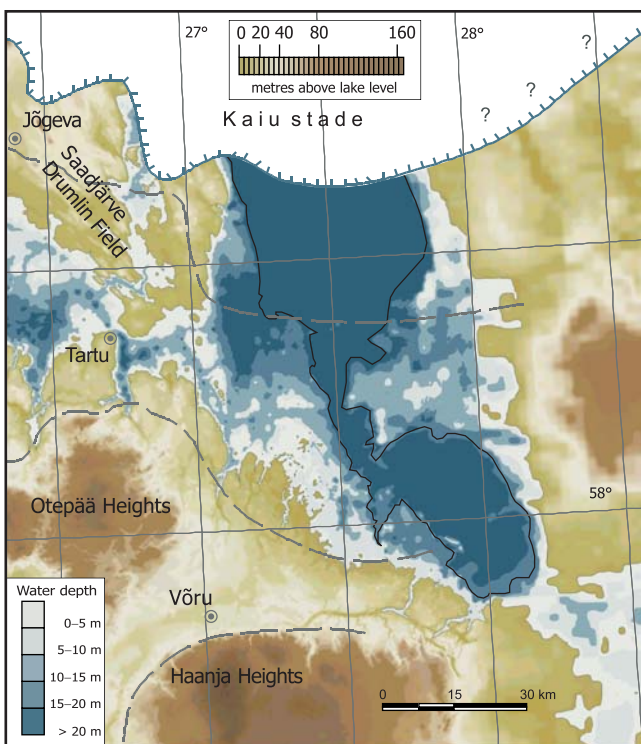 27°
28°
0 20 40 80 160
metres above lake level
Kaiu stade
?
?
?
Jõgeva
Saadjärve
Drumlin Field
Tartu
58°
Otepää Heights
Water depth
0–5 m
5–10 m
10–15 m
15–20 m
> 20 m
Võru
Haanja Heights
0 15 30 km